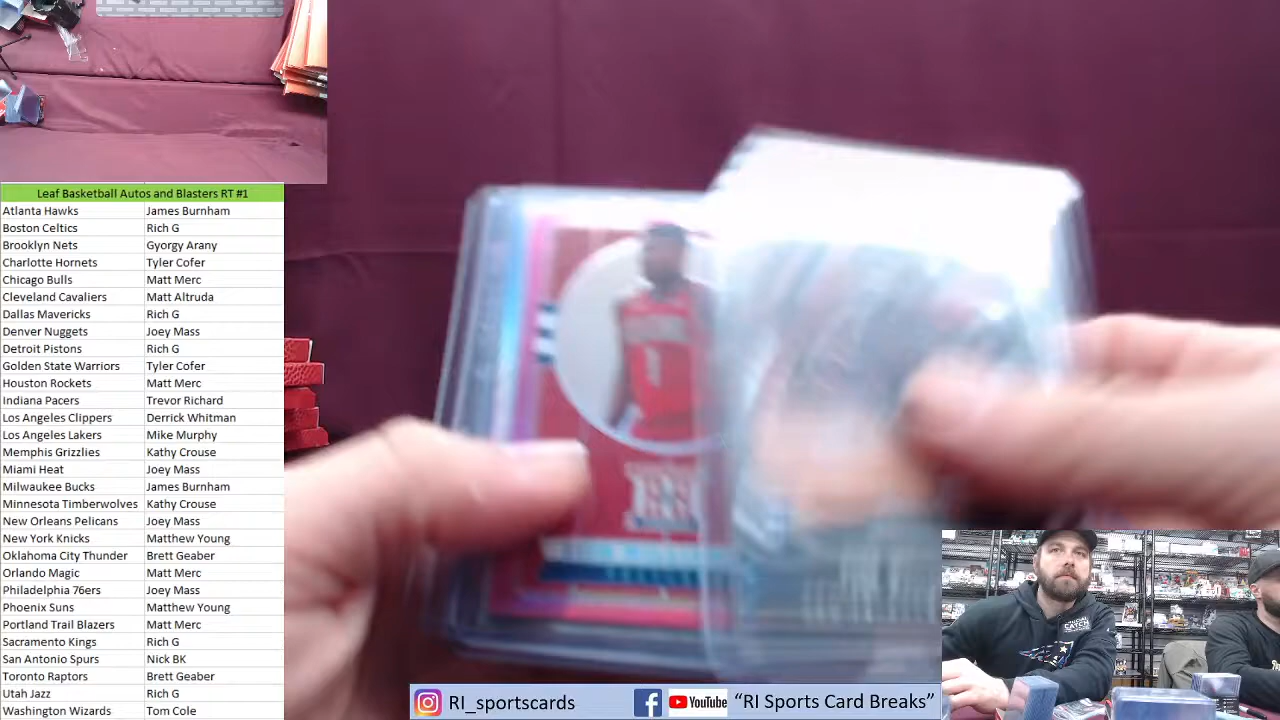 Leaf Basketball Autos and Blasters RT #1
Atlanta Hawks James Burnham
Boston Celtics Rich G
Brooklyn Nets Gyorgy Arany
Charlotte Hornets Tyler Cofer
Chicago Bulls Matt Merc
Cleveland Cavaliers Matt Altruda
Dallas Mavericks Rich G
Denver Nuggets Joey Mass
Detroit Pistons Rich G
Golden State Warriors Tyler Cofer
Houston Rockets Matt Merc
Indiana Pacers Trevor Richard
Los Angeles Clippers Derrick Whitman
Los Angeles Lakers Mike Murphy
Memphis Grizzlies Kathy Crouse
Miami Heat Joey Mass
Milwaukee Bucks James Burnham
Minnesota Timberwolves Kathy Crouse
New Orleans Pelicans Joey Mass
New York Knicks Matthew Young
Oklahoma City Thunder Brett Geaber
Orlando Magic Matt Merc
Philadelphia 76ers Joey Mass
Phoenix Suns Matthew Young
Portland Trail Blazers Matt Merc
Sacramento Kings Rich G
San Antonio Spurs Nick BK
Toronto Raptors Brett Geaber
Utah Jazz Rich G
Washington Wizards Tom Cole
RI_sportscards YouTube "RI Sports Card Breaks"